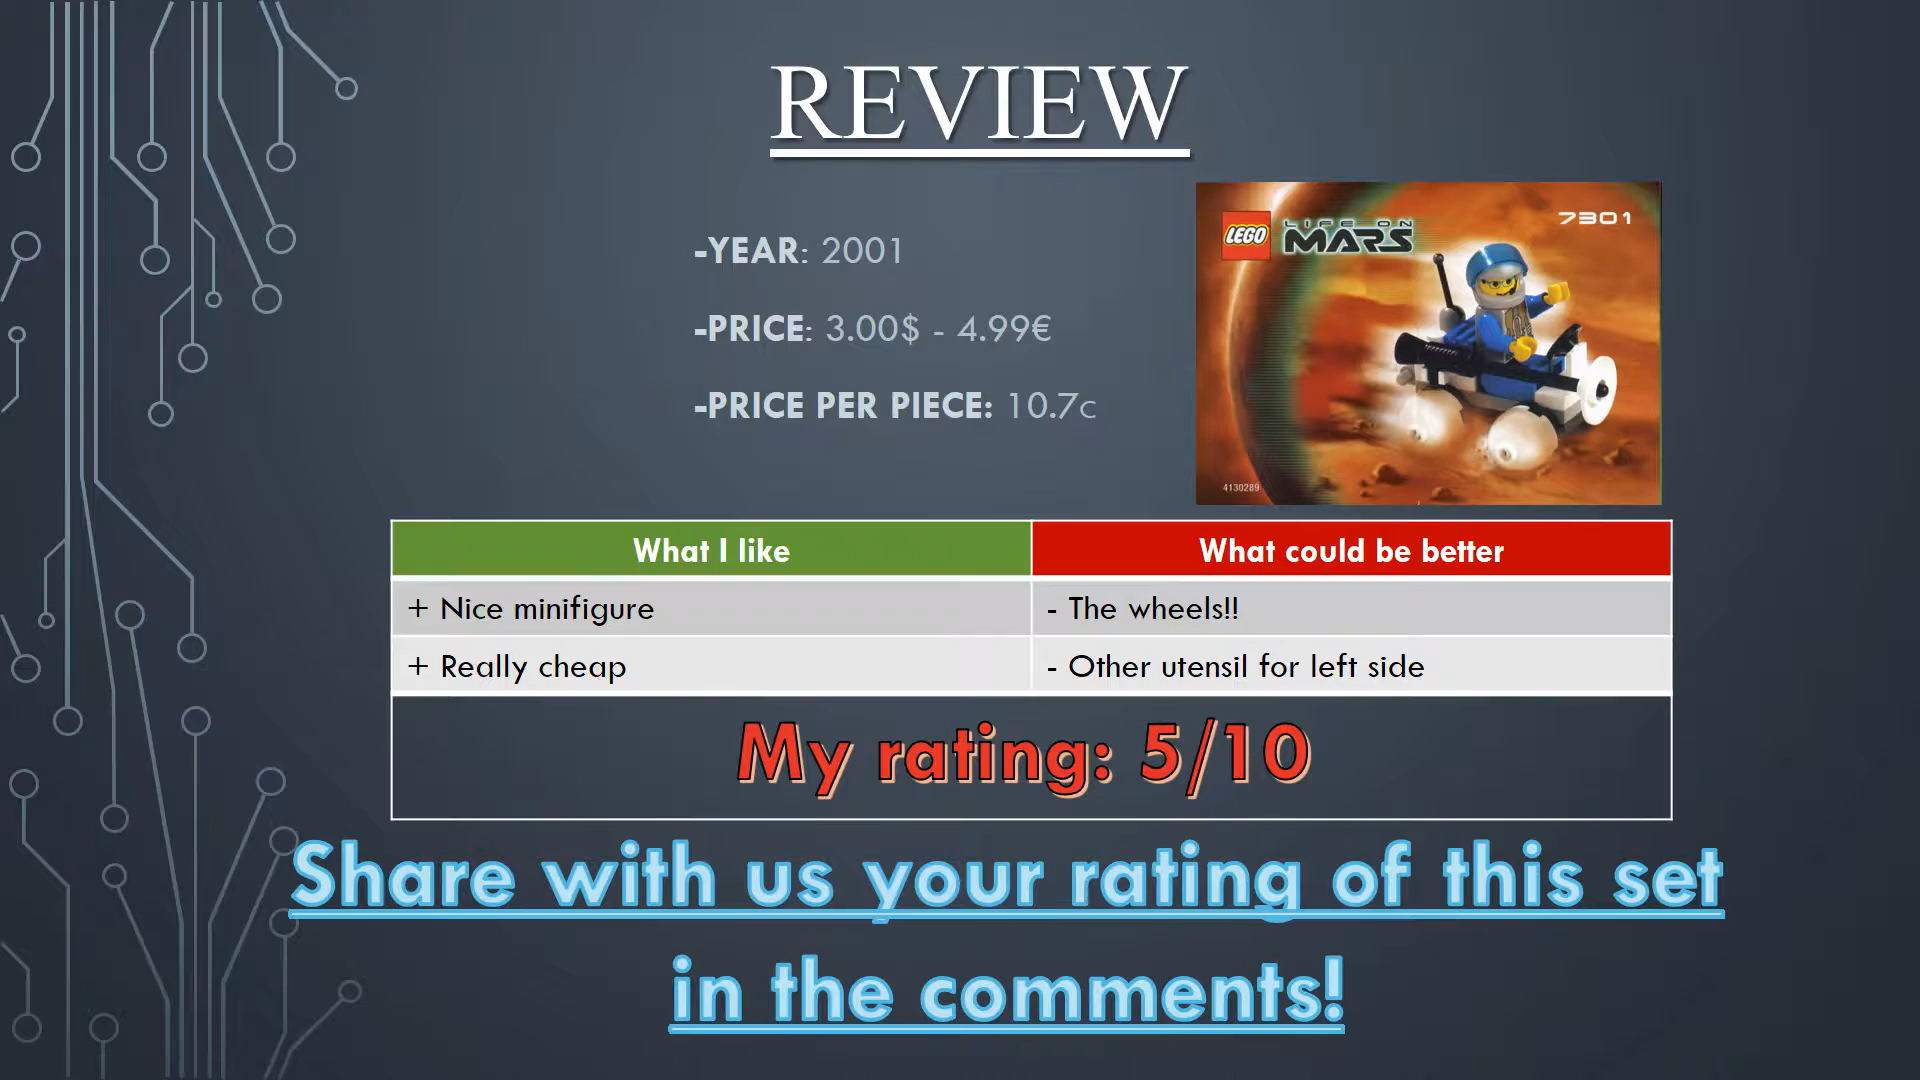 REVIEW
-YEAR: 2001
-PRICE: 3.00$ - 4.99€
-PRICE PER PIECE: 10.7c
LEGO LIFE ON MARS 7301
4130289
What I like What could be better
+ Nice minifigure - The wheels!!
+ Really cheap - Other utensil for left side
My rating: 5/10
Share with us your rating of this set
in the comments!